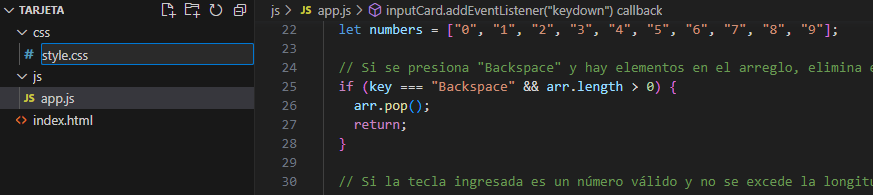 TARJETA
css
# style.css
js
JS app.js
index.html
js > JS app.js > inputCard.addEventListener("keydown") callback
22 let numbers = ["0", "1", "2", "3", "4", "5", "6", "7", "8", "9"];
23
24 // Si se presiona "Backspace" y hay elementos en el arreglo, elimina e
25 if (key === "Backspace" && arr.length > 0) {
26 arr.pop();
27 return;
28 }
29
30 // Si la tecla ingresada es un número válido y no se excede la longitu